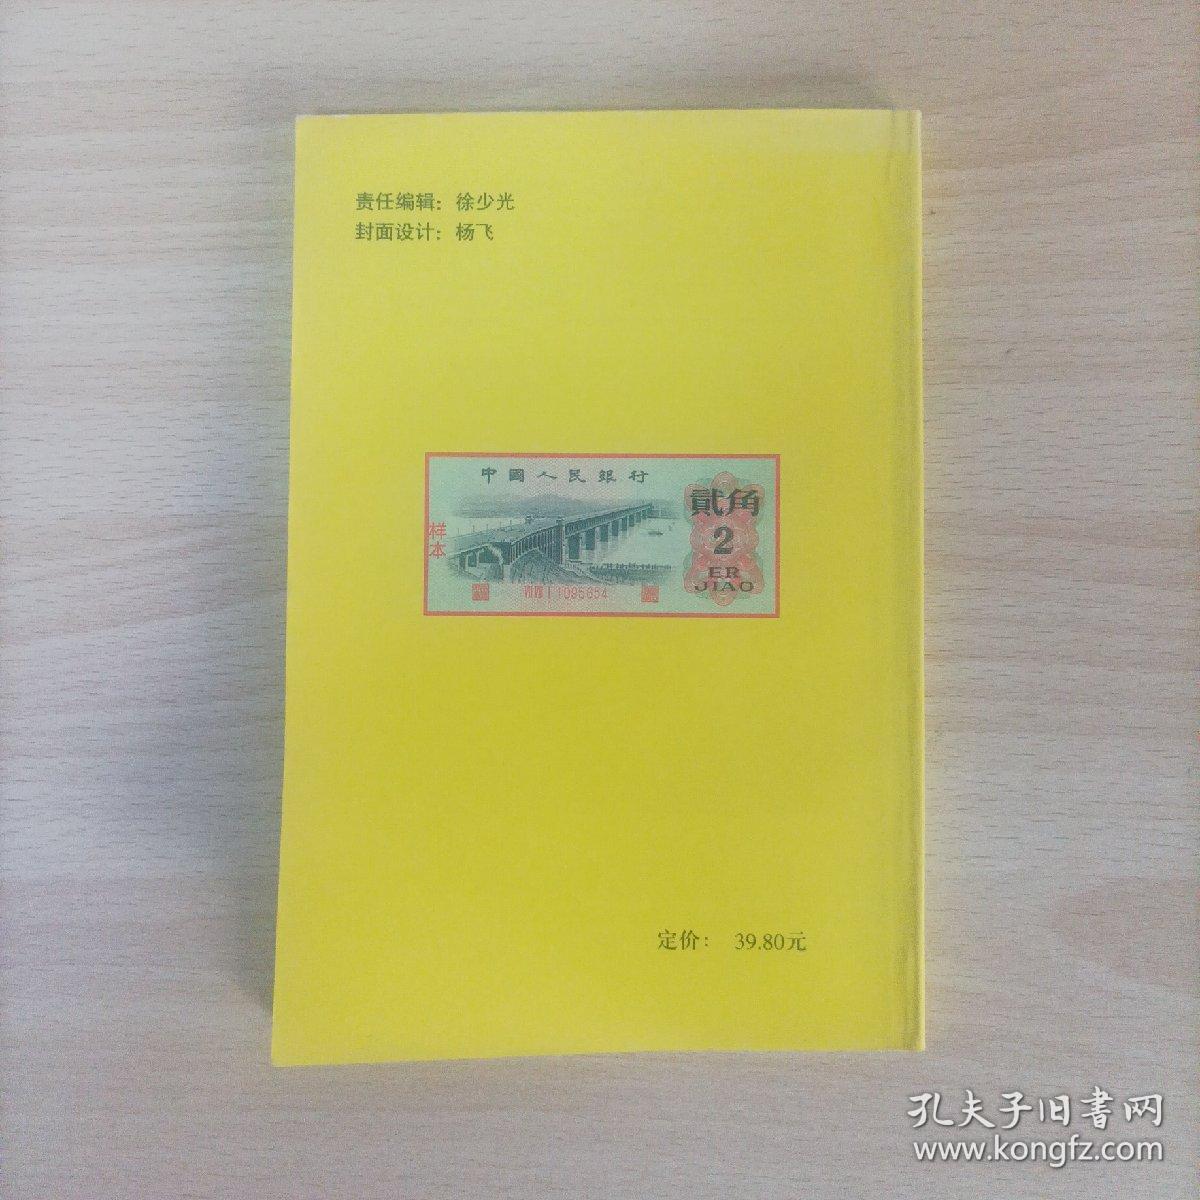 责任编辑：徐少光
封面设计：杨飞
中國人民銀行
样本
貳角
2
ER
JIAO
ⅦⅦⅠ1095654
定价： 39.80元
孔夫子旧書网
www.kongfz.com